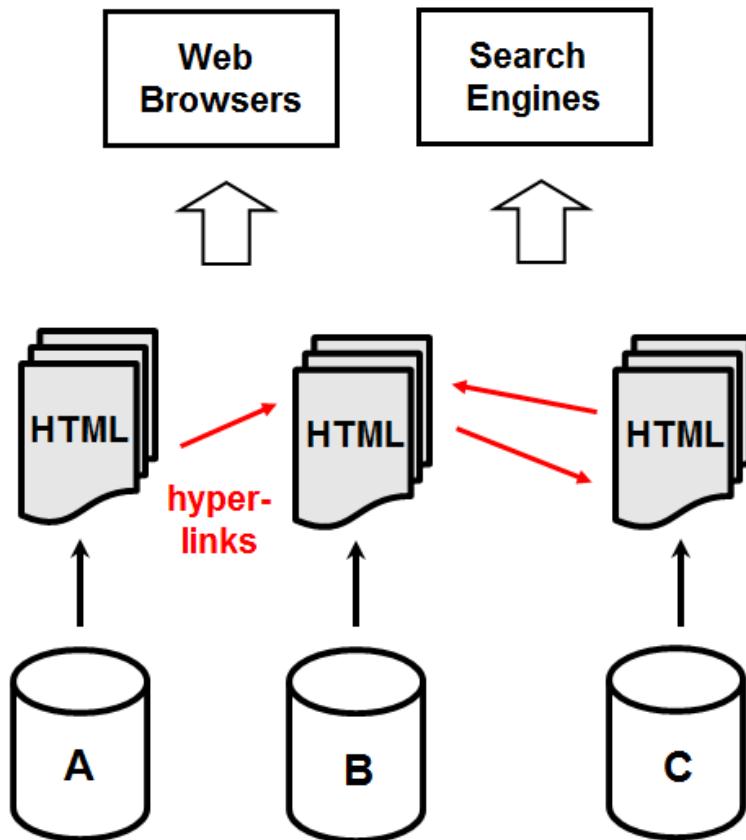 Web
Browsers
Search
Engines
HTML
HTML
HTML
hyper-
links
A
B
C